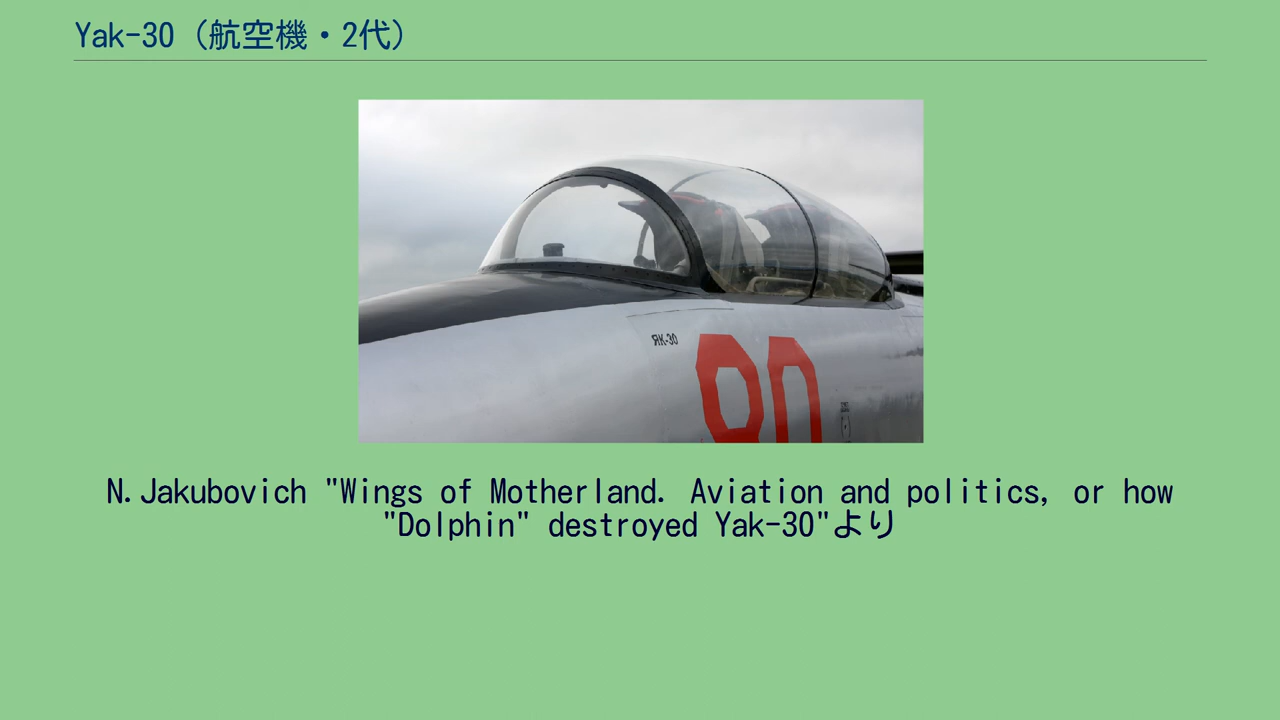 Yak-30 (航空機・2代)
ЯК-30
80
N. Jakubovich "Wings of Motherland. Aviation and politics, or how
"Dolphin" destroyed Yak-30"より